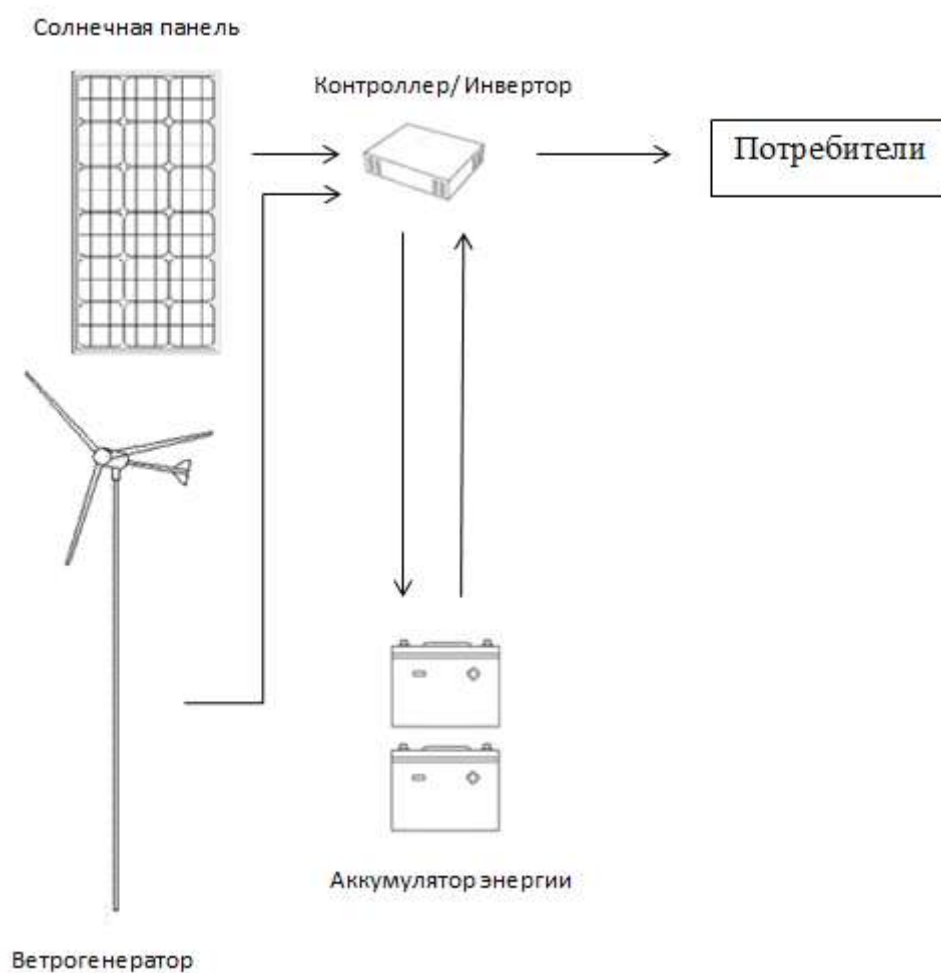 Солнечная панель
Контроллер/ Инвертор
Потребители
Аккумулятор энергии
Ветрогенератор